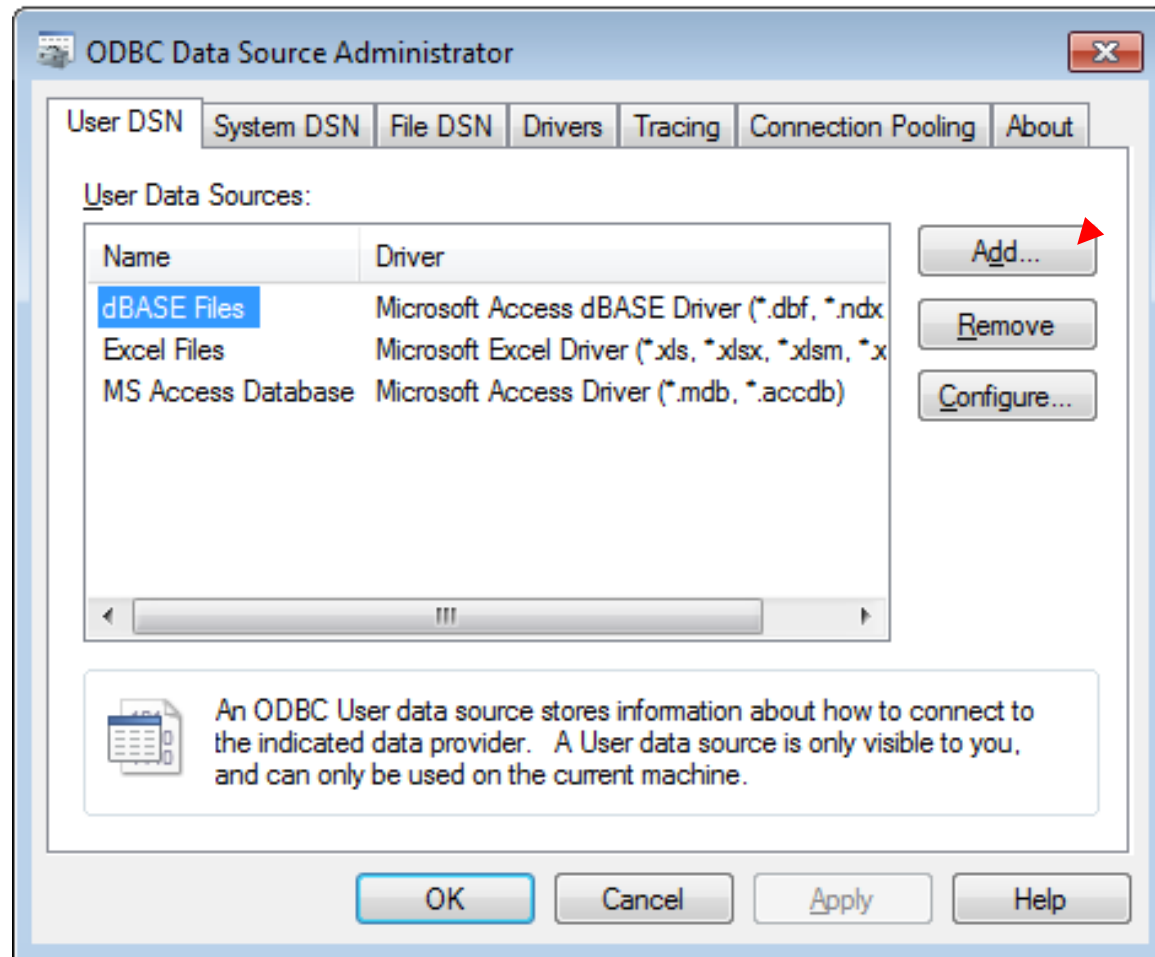 ODBC Data Source Administrator
User DSN System DSN File DSN Drivers Tracing Connection Pooling About
User Data Sources:
Name Driver
dBASE Files Microsoft Access dBASE Driver (*.dbf, *.ndx
Excel Files Microsoft Excel Driver (*.xls, *.xlsx, *.xlsm, *.x
MS Access Database Microsoft Access Driver (*.mdb, *.accdb)
Add...
Remove
Configure...
An ODBC User data source stores information about how to connect to
the indicated data provider. A User data source is only visible to you,
and can only be used on the current machine.
OK Cancel Apply Help